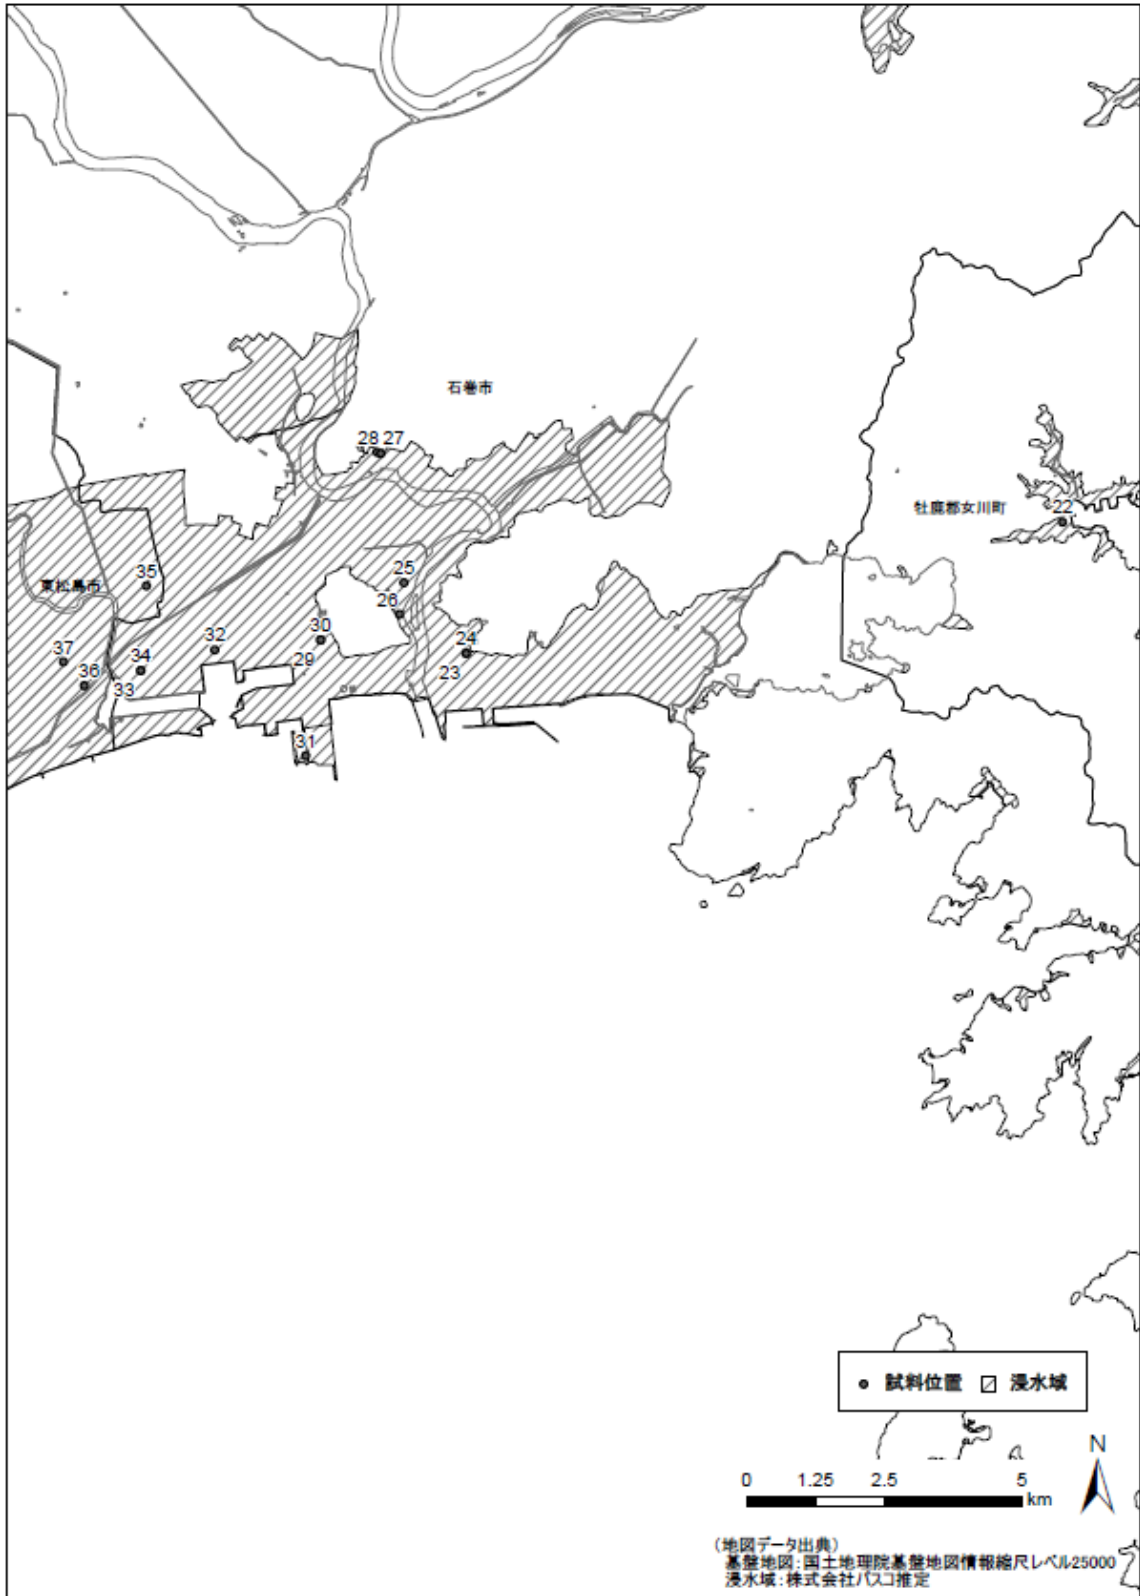 石巻市
28 27
牡鹿郡女川町
22
25
東松島市
35
26
30
32
24
37
34
29
23
36
33
31
試料位置 浸水域
N
0 1.25 2.5 5
km
(地図データ出典)
基盤地図:国土地理院基盤地図情報縮尺レベル25000
浸水域:株式会社パスコ推定